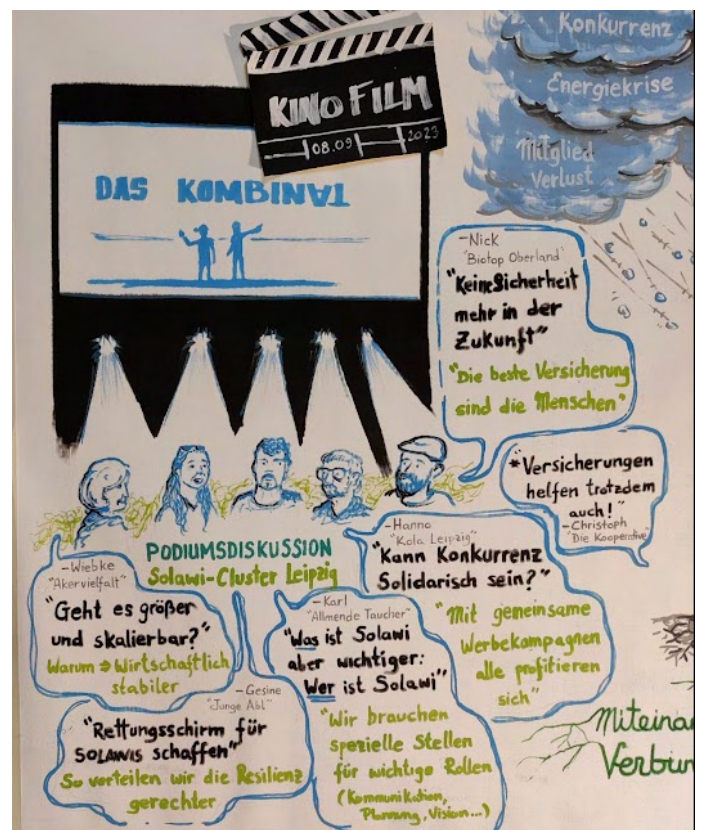 KINO FILM
08.09
2023
DAS KOMBINAT
Konkurrenz
Energiekrise
Mitglied
Verlust
-Nick
"Biotop Oberland"
"Keine Sicherheit
mehr in der
Zukunft"
"Die beste Versicherung
sind die Menschen"
*"Versicherungen
helfen trotzdem
auch!"
-Christoph
"Die Kooperative"
PODIUMSDISKUSSION
Solawi-Cluster Leipzig
-Hanno
"Kola Leipzig"
"Kann Konkurrenz
Solidarisch sein?"
"Mit gemeinsame
Werbekampagnen
alle profitieren
sich"
-Wiebke
"Akervielfalt"
"Geht es größer
und skalierbar?"
Warum → Wirtschaftlich
stabiler
-Karl
"Allmende Taucher"
"Was ist Solawi
aber wichtiger:
Wer ist Solawi"
"Wir brauchen
spezielle Stellen
für wichtige Rollen
(Kommunikation,
Planung, Vision...)
-Gesine
"Junge AbL"
"Rettungsschirm für
SOLAWIS schaffen"
So verteilen wir die Resilienz
gerechter
Miteina
Verbun